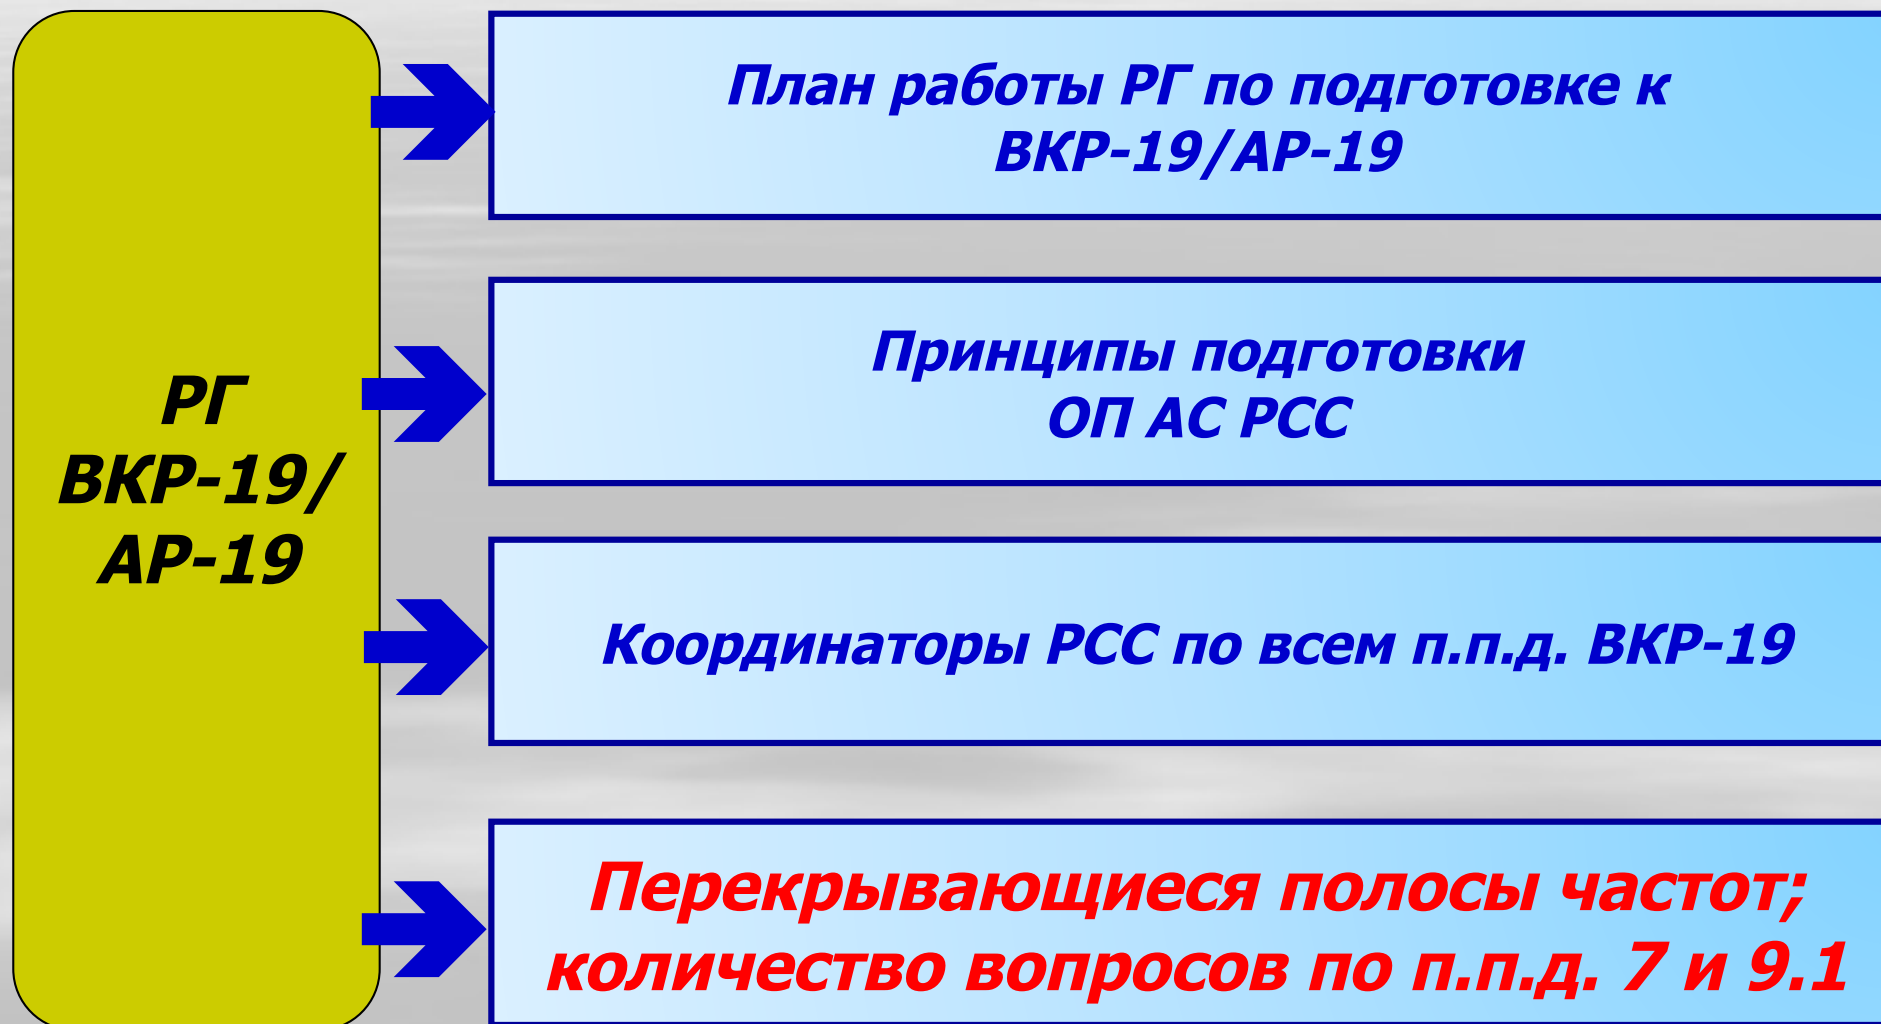 РГ
ВКР-19/
АР-19
План работы РГ по подготовке к
ВКР-19/АР-19
Принципы подготовки
ОП АС РСС
Координаторы РСС по всем п.п.д. ВКР-19
Перекрывающиеся полосы частот;
количество вопросов по п.п.д. 7 и 9.1